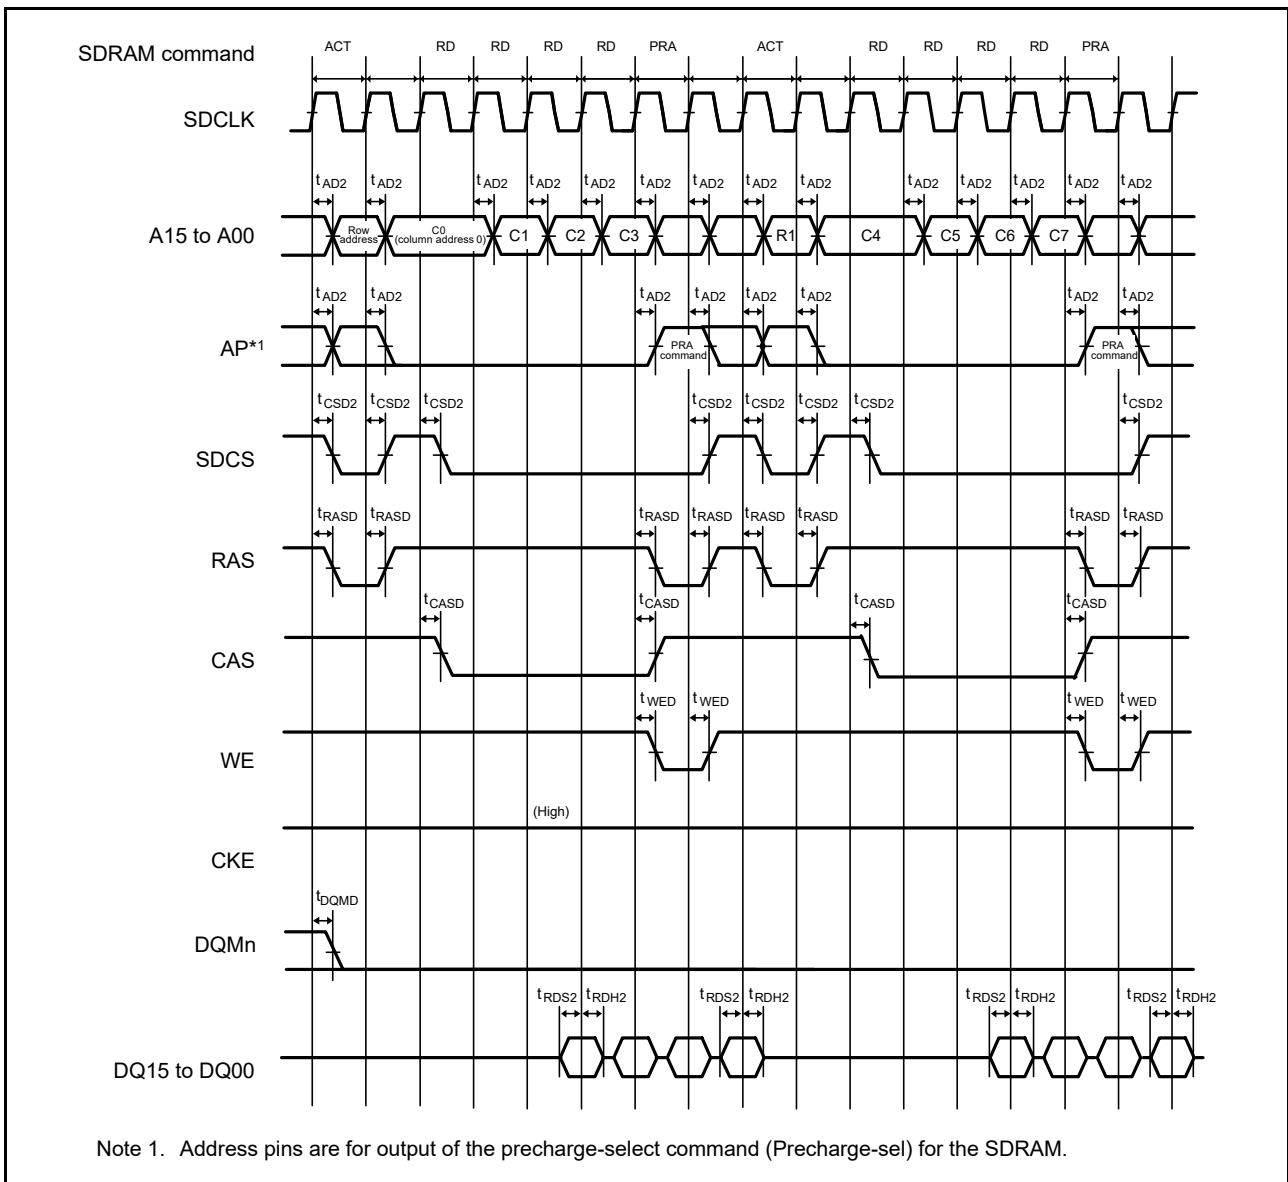 SDRAM command ACT RD RD RD RD PRA ACT RD RD RD RD PRA
SDCLK
tAD2 tAD2 tAD2 tAD2 tAD2 tAD2 tAD2 tAD2 tAD2 tAD2 tAD2 tAD2 tAD2 tAD2
A15 to A00 Row address C0 (column address 0) C1 C2 C3 R1 C4 C5 C6 C7
tAD2 tAD2 tAD2 tAD2 tAD2 tAD2 tAD2 tAD2
AP*1 PRA command PRA command
tCSD2 tCSD2 tCSD2 tCSD2 tCSD2 tCSD2 tCSD2 tCSD2
SDCS
tRASD tRASD tRASD tRASD tRASD tRASD tRASD tRASD
RAS
tCASD tCASD tCASD tCASD
CAS
tWED tWED tWED tWED
WE
(High)
CKE
tDQMD
DQMn
tRDS2 tRDH2 tRDS2 tRDH2 tRDS2 tRDH2 tRDS2 tRDH2
DQ15 to DQ00
Note 1. Address pins are for output of the precharge-select command (Precharge-sel) for the SDRAM.